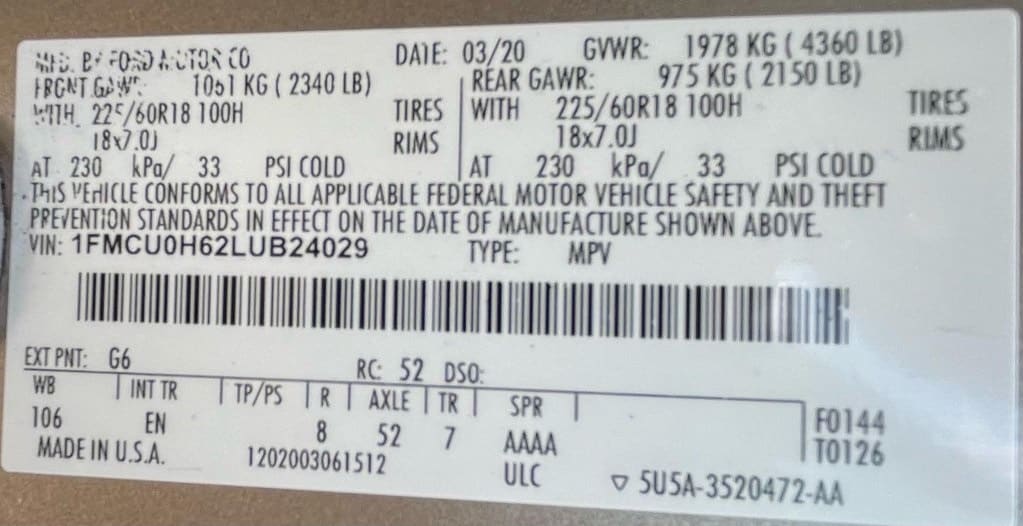 MFD. BY FORD MOTOR CO DATE: 03/20 GVWR: 1978 KG ( 4360 LB)
FRONT GAWR: 1061 KG ( 2340 LB) REAR GAWR: 975 KG ( 2150 LB)
WITH 225/60R18 100H TIRES WITH 225/60R18 100H TIRES
18x7.0J RIMS 18x7.0J RIMS
AT 230 kPa/ 33 PSI COLD AT 230 kPa/ 33 PSI COLD
THIS VEHICLE CONFORMS TO ALL APPLICABLE FEDERAL MOTOR VEHICLE SAFETY AND THEFT
PREVENTION STANDARDS IN EFFECT ON THE DATE OF MANUFACTURE SHOWN ABOVE.
VIN: 1FMCU0H62LUB24029 TYPE: MPV
EXT PNT: G6 RC: 52 DSO:
WB INT TR TP/PS R AXLE TR SPR
106 EN 8 52 7 AAAA F0144
MADE IN U.S.A. 1202003061512 ULC T0126
5U5A-3520472-AA